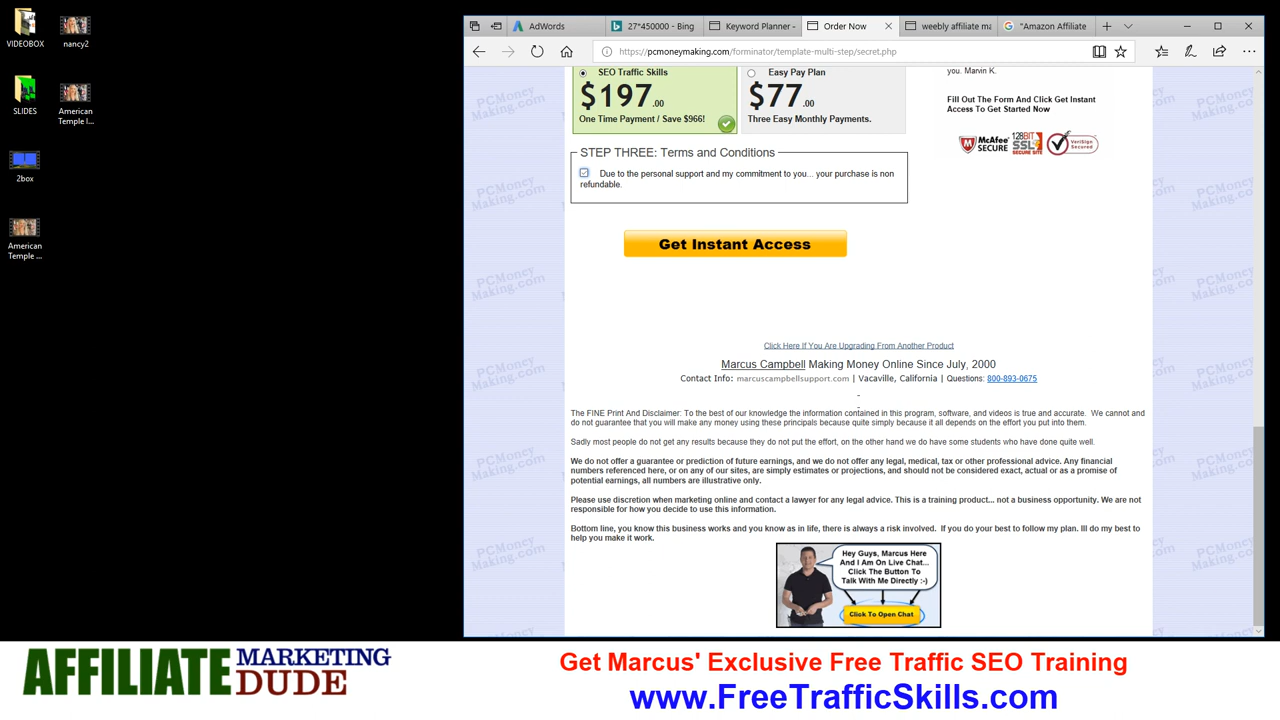 VIDEOBOX
nancy2
SLIDES
American
Temple I...
2box
American
Temple ...
AdWords
27*450000 - Bing
Keyword Planner -
Order Now
weebly affiliate ma
"Amazon Affiliate
https://pcmoneymaking.com/forminator/template-multi-step/secret.php
SEO Traffic Skills
$197.00
One Time Payment / Save $966!
Easy Pay Plan
$77.00
Three Easy Monthly Payments.
you. Marvin K.
Fill Out The Form And Click Get Instant
Access To Get Started Now
McAfee
SECURE
128BIT
SSL
SECURE SITE
VeriSign
Secured
STEP THREE: Terms and Conditions
Due to the personal support and my commitment to you... your purchase is non
refundable.
Get Instant Access
Click Here If You Are Upgrading From Another Product
Marcus Campbell Making Money Online Since July, 2000
Contact Info: marcuscampbellsupport.com | Vacaville, California | Questions: 800-893-0675
-
-
The FINE Print And Disclaimer: To the best of our knowledge the information contained in this program, software, and videos is true and accurate. We cannot and
do not guarantee that you will make any money using these principals because quite simply because it all depends on the effort you put into them.
Sadly most people do not get any results because they do not put the effort, on the other hand we do have some students who have done quite well.
We do not offer a guarantee or prediction of future earnings, and we do not offer any legal, medical, tax or other professional advice. Any financial
numbers referenced here, or on any of our sites, are simply estimates or projections, and should not be considered exact, actual or as a promise of
potential earnings, all numbers are illustrative only.
Please use discretion when marketing online and contact a lawyer for any legal advice. This is a training product... not a business opportunity. We are not
responsible for how you decide to use this information.
Bottom line, you know this business works and you know as in life, there is always a risk involved. If you do your best to follow my plan. Ill do my best to
help you make it work.
Hey Guys, Marcus Here
And I Am On Live Chat...
Click The Button To
Talk With Me Directly :-)
Click To Open Chat
PCMoney
Making.com
AFFILIATE MARKETING
DUDE
Get Marcus' Exclusive Free Traffic SEO Training
www.FreeTrafficSkills.com